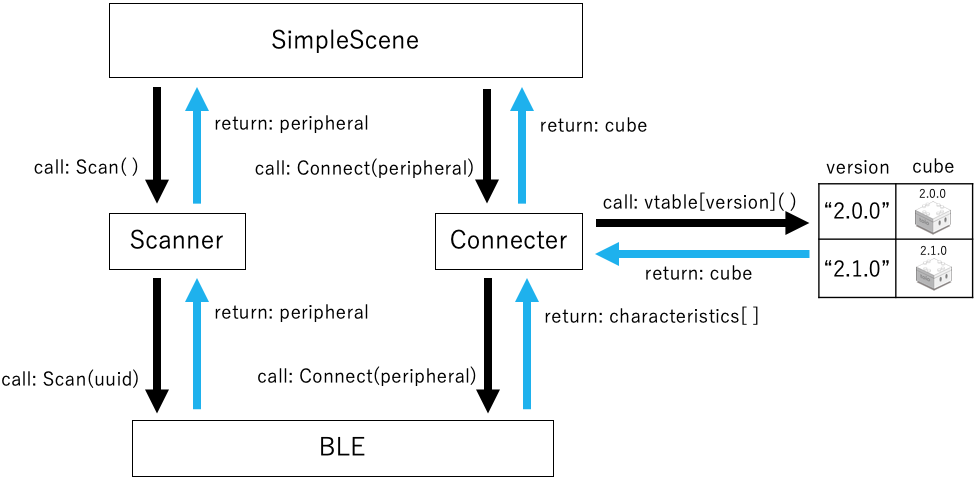 SimpleScene
return: peripheral
return: cube
call: Scan( )
call: Connect(peripheral)
version
cube
call: vtable[version]( )
“2.0.0”
2.0.0
Scanner
Connecter
return: cube
“2.1.0”
2.1.0
return: peripheral
return: characteristics[ ]
call: Scan(uuid)
call: Connect(peripheral)
BLE